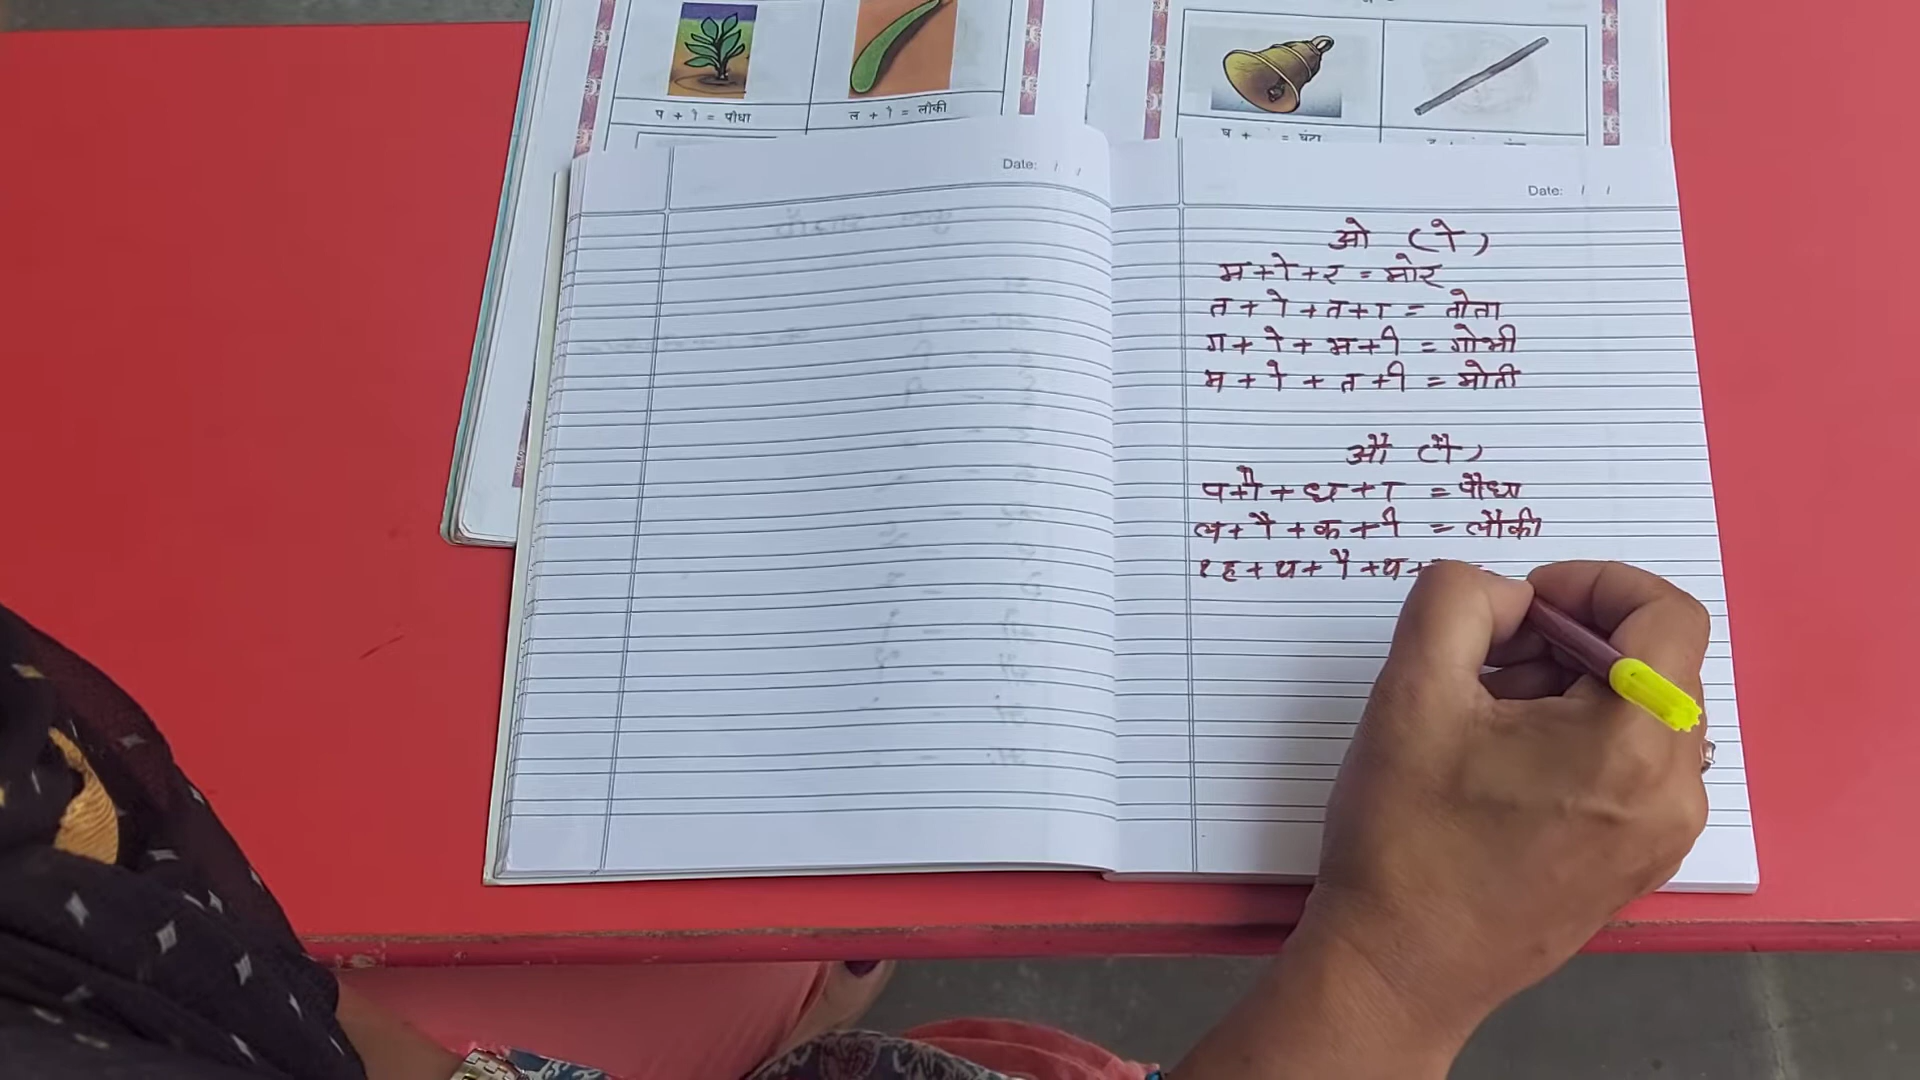 प + ौ = पौधा
ल + ौ = लौकी
घ + ं = घंटा
Date: / /
Date: / /
ओ (ो)
म+ो+र = मोर
त+ो+त+ा = तोता
ग+ो+भ+ी = गोभी
म+ो+त+ी = मोती
औ (ौ)
प+ौ+ध+ा = पौधा
ल+ौ+क+ी = लौकी
ह+थ+ौ+